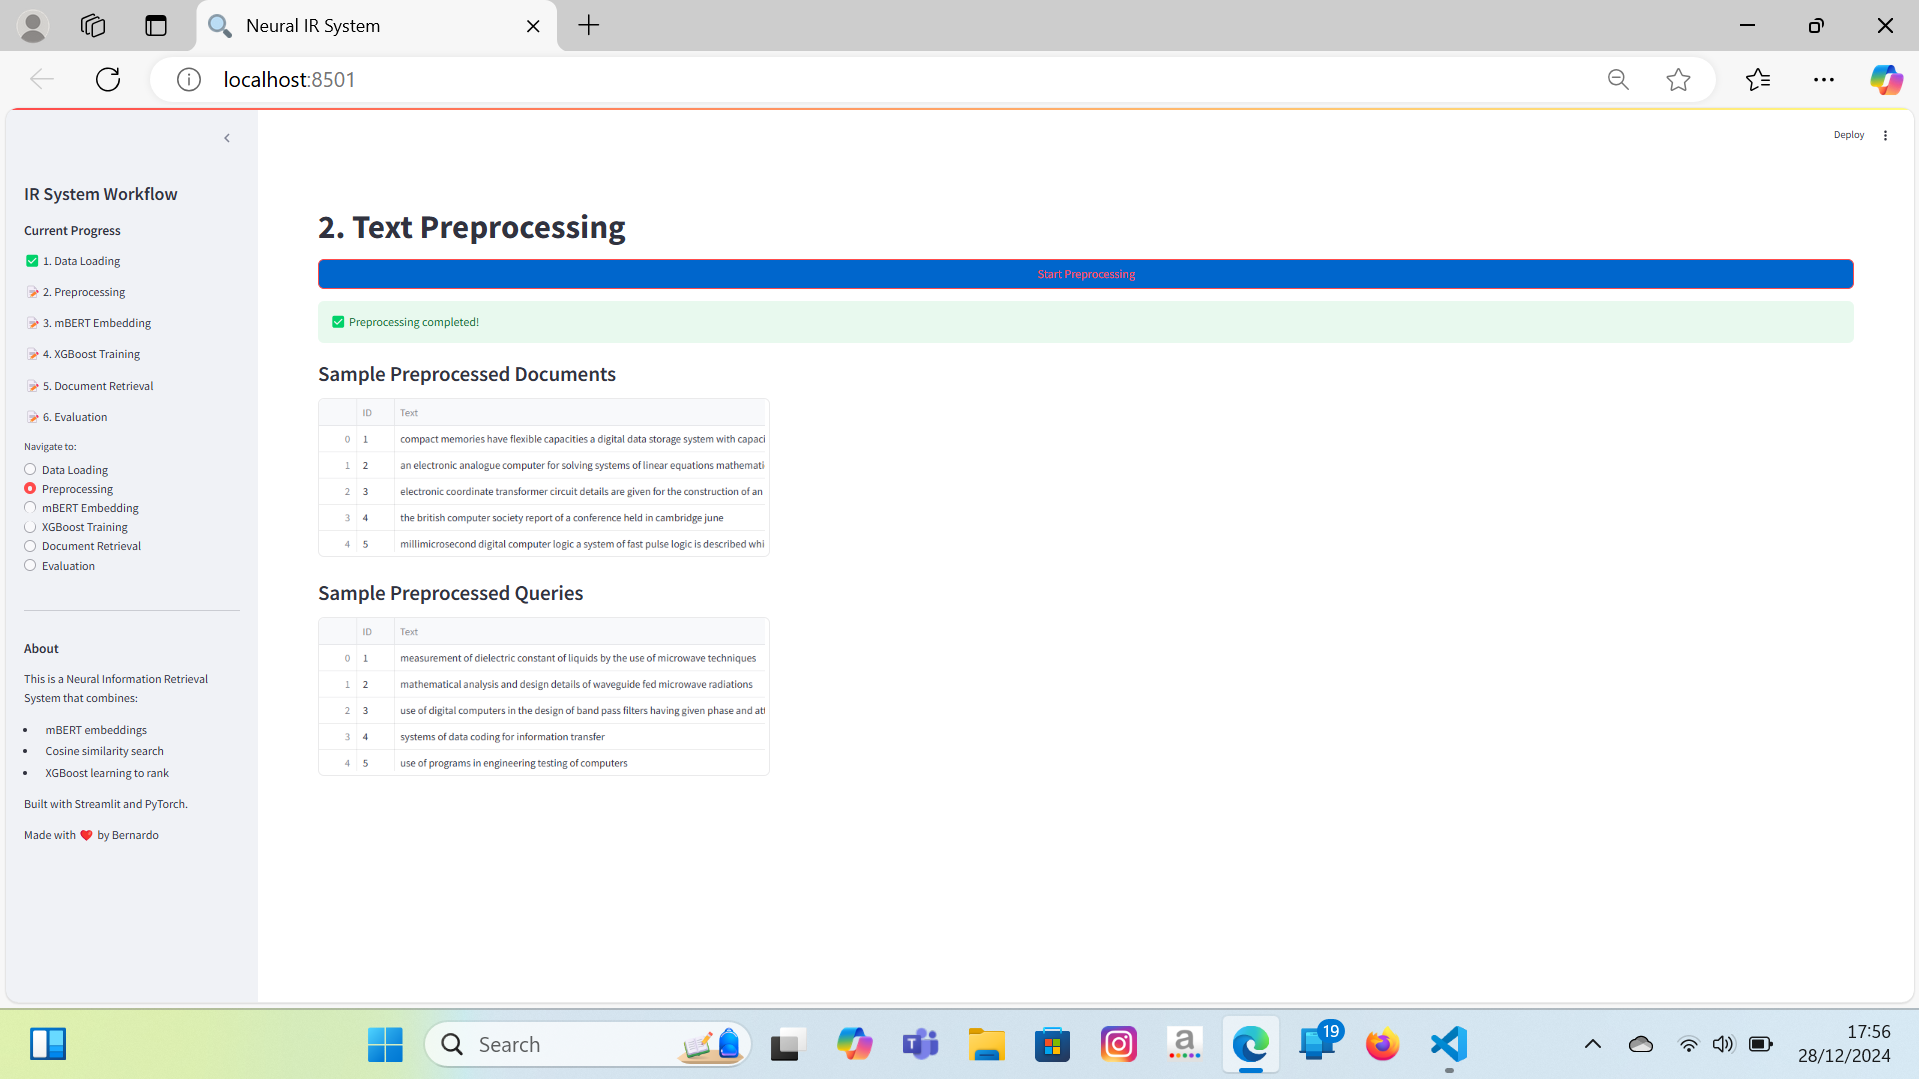 Neural IR System
localhost:8501
Deploy
IR System Workflow
Current Progress
1. Data Loading
2. Preprocessing
3. mBERT Embedding
4. XGBoost Training
5. Document Retrieval
6. Evaluation
Navigate to:
Data Loading
Preprocessing
mBERT Embedding
XGBoost Training
Document Retrieval
Evaluation
About
This is a Neural Information Retrieval
System that combines:
• mBERT embeddings
• Cosine similarity search
• XGBoost learning to rank
Built with Streamlit and PyTorch.
Made with ❤️ by Bernardo
2. Text Preprocessing
Start Preprocessing
✅ Preprocessing completed!
Sample Preprocessed Documents
ID Text
0 1 compact memories have flexible capacities a digital data storage system with capaci
1 2 an electronic analogue computer for solving systems of linear equations mathemati
2 3 electronic coordinate transformer circuit details are given for the construction of an
3 4 the british computer society report of a conference held in cambridge june
4 5 millimicrosecond digital computer logic a system of fast pulse logic is described whi
Sample Preprocessed Queries
ID Text
0 1 measurement of dielectric constant of liquids by the use of microwave techniques
1 2 mathematical analysis and design details of waveguide fed microwave radiations
2 3 use of digital computers in the design of band pass filters having given phase and att
3 4 systems of data coding for information transfer
4 5 use of programs in engineering testing of computers
Search
T
a
19
17:56
28/12/2024